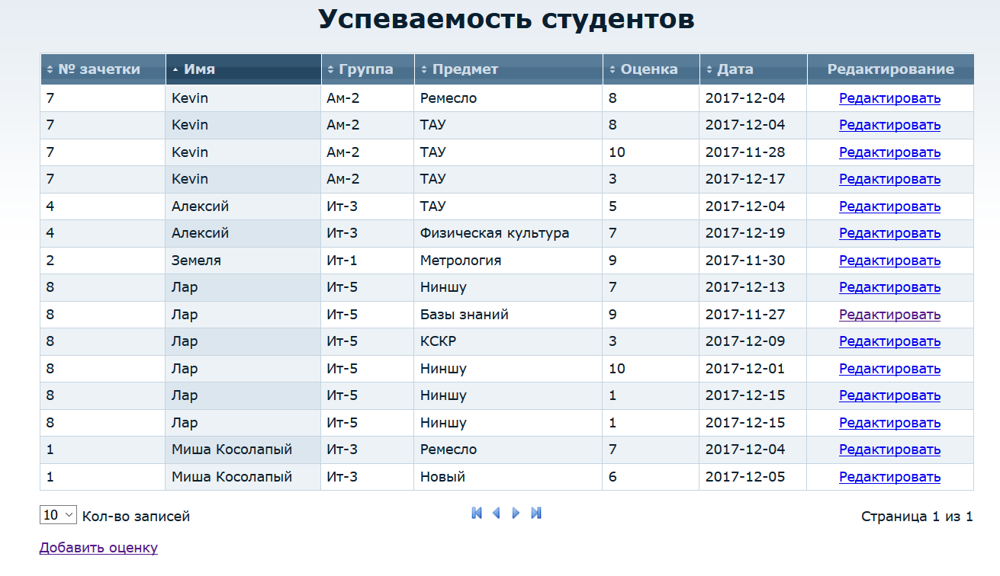 Успеваемость студентов
№ зачетки Имя Группа Предмет Оценка Дата Редактирование
7 Kevin Ам-2 Ремесло 8 2017-12-04 Редактировать
7 Kevin Ам-2 ТАУ 8 2017-12-04 Редактировать
7 Kevin Ам-2 ТАУ 10 2017-11-28 Редактировать
7 Kevin Ам-2 ТАУ 3 2017-12-17 Редактировать
4 Алексий Ит-3 ТАУ 5 2017-12-04 Редактировать
4 Алексий Ит-3 Физическая культура 7 2017-12-19 Редактировать
2 Земеля Ит-1 Метрология 9 2017-11-30 Редактировать
8 Лар Ит-5 Ниншу 7 2017-12-13 Редактировать
8 Лар Ит-5 Базы знаний 9 2017-11-27 Редактировать
8 Лар Ит-5 КСКР 3 2017-12-09 Редактировать
8 Лар Ит-5 Ниншу 10 2017-12-01 Редактировать
8 Лар Ит-5 Ниншу 1 2017-12-15 Редактировать
8 Лар Ит-5 Ниншу 1 2017-12-15 Редактировать
1 Миша Косолапый Ит-3 Ремесло 7 2017-12-04 Редактировать
1 Миша Косолапый Ит-3 Новый 6 2017-12-05 Редактировать
10 Кол-во записей Страница 1 из 1
Добавить оценку